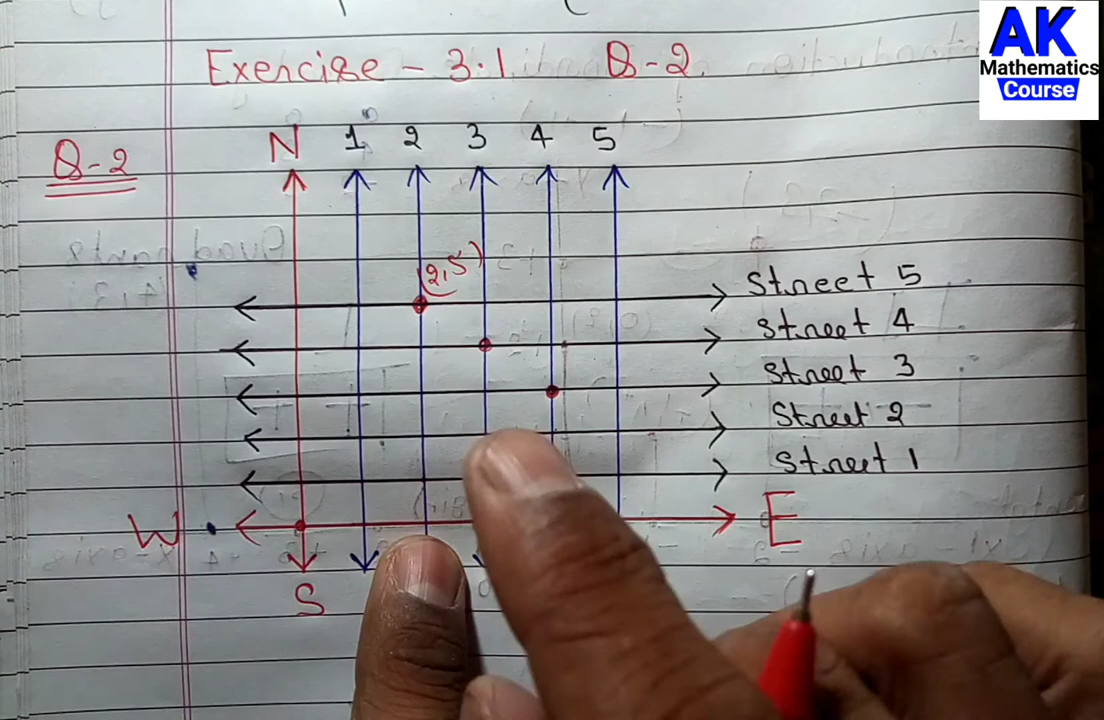 AK
Mathematics
Course
Exercise - 3.1 Q-2.
Q-2
N 1 2 3 4 5
(2,5)
Street 5
Street 4
Street 3
Street 2
Street 1
W E
S